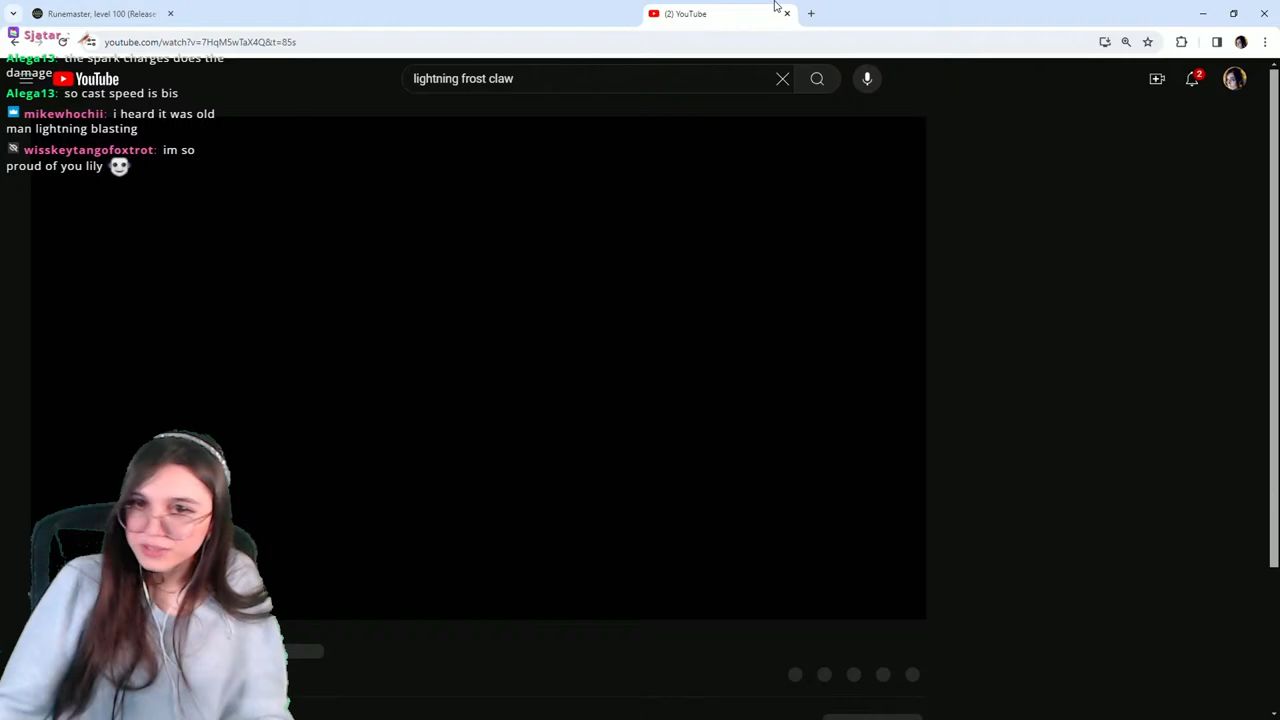 Runemaster, level 100 (Release
(2) YouTube
youtube.com/watch?v=7HqM5wTaX4Q&t=85s
Sjatar :
Alega13: the spark charges does the
damage
YouTube
lightning frost claw
2
Alega13: so cast speed is bis
mikewhochii: i heard it was old
man lightning blasting
wisskeytangofoxtrot: im so
proud of you lily